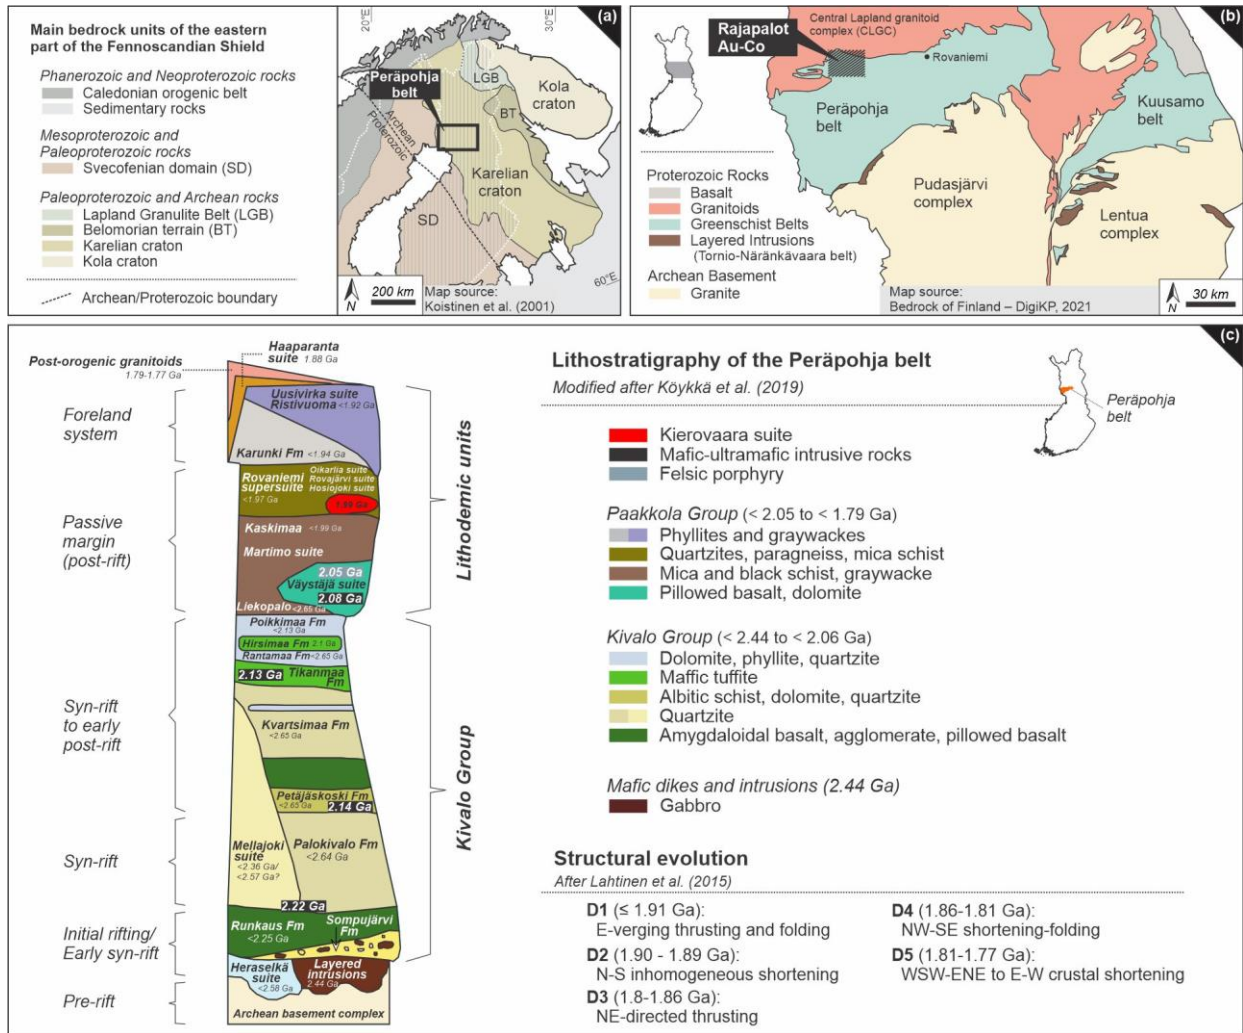 Main bedrock units of the eastern
part of the Fennoscandian Shield
Phanerozoic and Neoproterozoic rocks
Caledonian orogenic belt
Sedimentary rocks
Mesoproterozoic and
Paleoproterozoic rocks
Svecofenian domain (SD)
Paleoproterozoic and Archean rocks
Lapland Granulite Belt (LGB)
Belomorian terrain (BT)
Karelian craton
Kola craton
Archean/Proterozoic boundary
(a)
20°E
30°E
Peräpohja
belt
LGB
Kola
craton
BT
Archean
Proterozoic
Karelian
craton
SD
60°E
N
200 km
Map source:
Koistinen et al. (2001)
(b)
Central Lapland granitoid
complex (CLGC)
Rajapalot
Au-Co
Rovaniemi
Peräpohja
belt
Kuusamo
belt
Pudasjärvi
complex
Lentua
complex
Proterozoic Rocks
Basalt
Granitoids
Greenschist Belts
Layered Intrusions
(Tornio-Näränkävaara belt)
Archean Basement
Granite
Map source:
Bedrock of Finland – DigiKP, 2021
N
30 km
(c)
Post-orogenic granitoids
1.79-1.77 Ga
Haaparanta
suite 1.88 Ga
Foreland
system
Uusivirka suite
Ristivuoma <1.92 Ga
Karunki Fm <1.94 Ga
Passive
margin
(post-rift)
Rovaniemi
supersuite
<1.97 Ga
Oikarila suite
Rovajärvi suite
Hosiojoki suite
1.99 Ga
Kaskimaa <1.99 Ga
Martimo suite
2.05 Ga
Väystäjä suite
2.08 Ga
Liekopalo <2.65 Ga
Lithodemic units
Syn-rift
to early
post-rift
Poikkimaa Fm
<2.13 Ga
Hirsimaa Fm 2.1 Ga
Rantamaa Fm <2.65 Ga
2.13 Ga
Tikanmaa
Fm
Kvartsimaa Fm
<2.65 Ga
Petäjäskoski Fm
<2.65 Ga
2.14 Ga
Kivalo Group
Syn-rift
Mellajoki
suite
<2.36 Ga/
<2.57 Ga?
Palokivalo Fm
<2.64 Ga
2.22 Ga
Initial rifting/
Early syn-rift
Runkaus Fm
<2.25 Ga
Sompujärvi
Fm
Heraselkä
suite
<2.58 Ga
Layered
intrusions
2.44 Ga
Pre-rift
Archean basement complex
Lithostratigraphy of the Peräpohja belt
Modified after Köykkä et al. (2019)
Peräpohja
belt
Kierovaara suite
Mafic-ultramafic intrusive rocks
Felsic porphyry
Paakkola Group (< 2.05 to < 1.79 Ga)
Phyllites and graywackes
Quartzites, paragneiss, mica schist
Mica and black schist, graywacke
Pillowed basalt, dolomite
Kivalo Group (< 2.44 to < 2.06 Ga)
Dolomite, phyllite, quartzite
Maffic tuffite
Albitic schist, dolomite, quartzite
Quartzite
Amygdaloidal basalt, agglomerate, pillowed basalt
Mafic dikes and intrusions (2.44 Ga)
Gabbro
Structural evolution
After Lahtinen et al. (2015)
D1 (≤ 1.91 Ga):
E-verging thrusting and folding
D2 (1.90 - 1.89 Ga):
N-S inhomogeneous shortening
D3 (1.8-1.86 Ga):
NE-directed thrusting
D4 (1.86-1.81 Ga):
NW-SE shortening-folding
D5 (1.81-1.77 Ga):
WSW-ENE to E-W crustal shortening